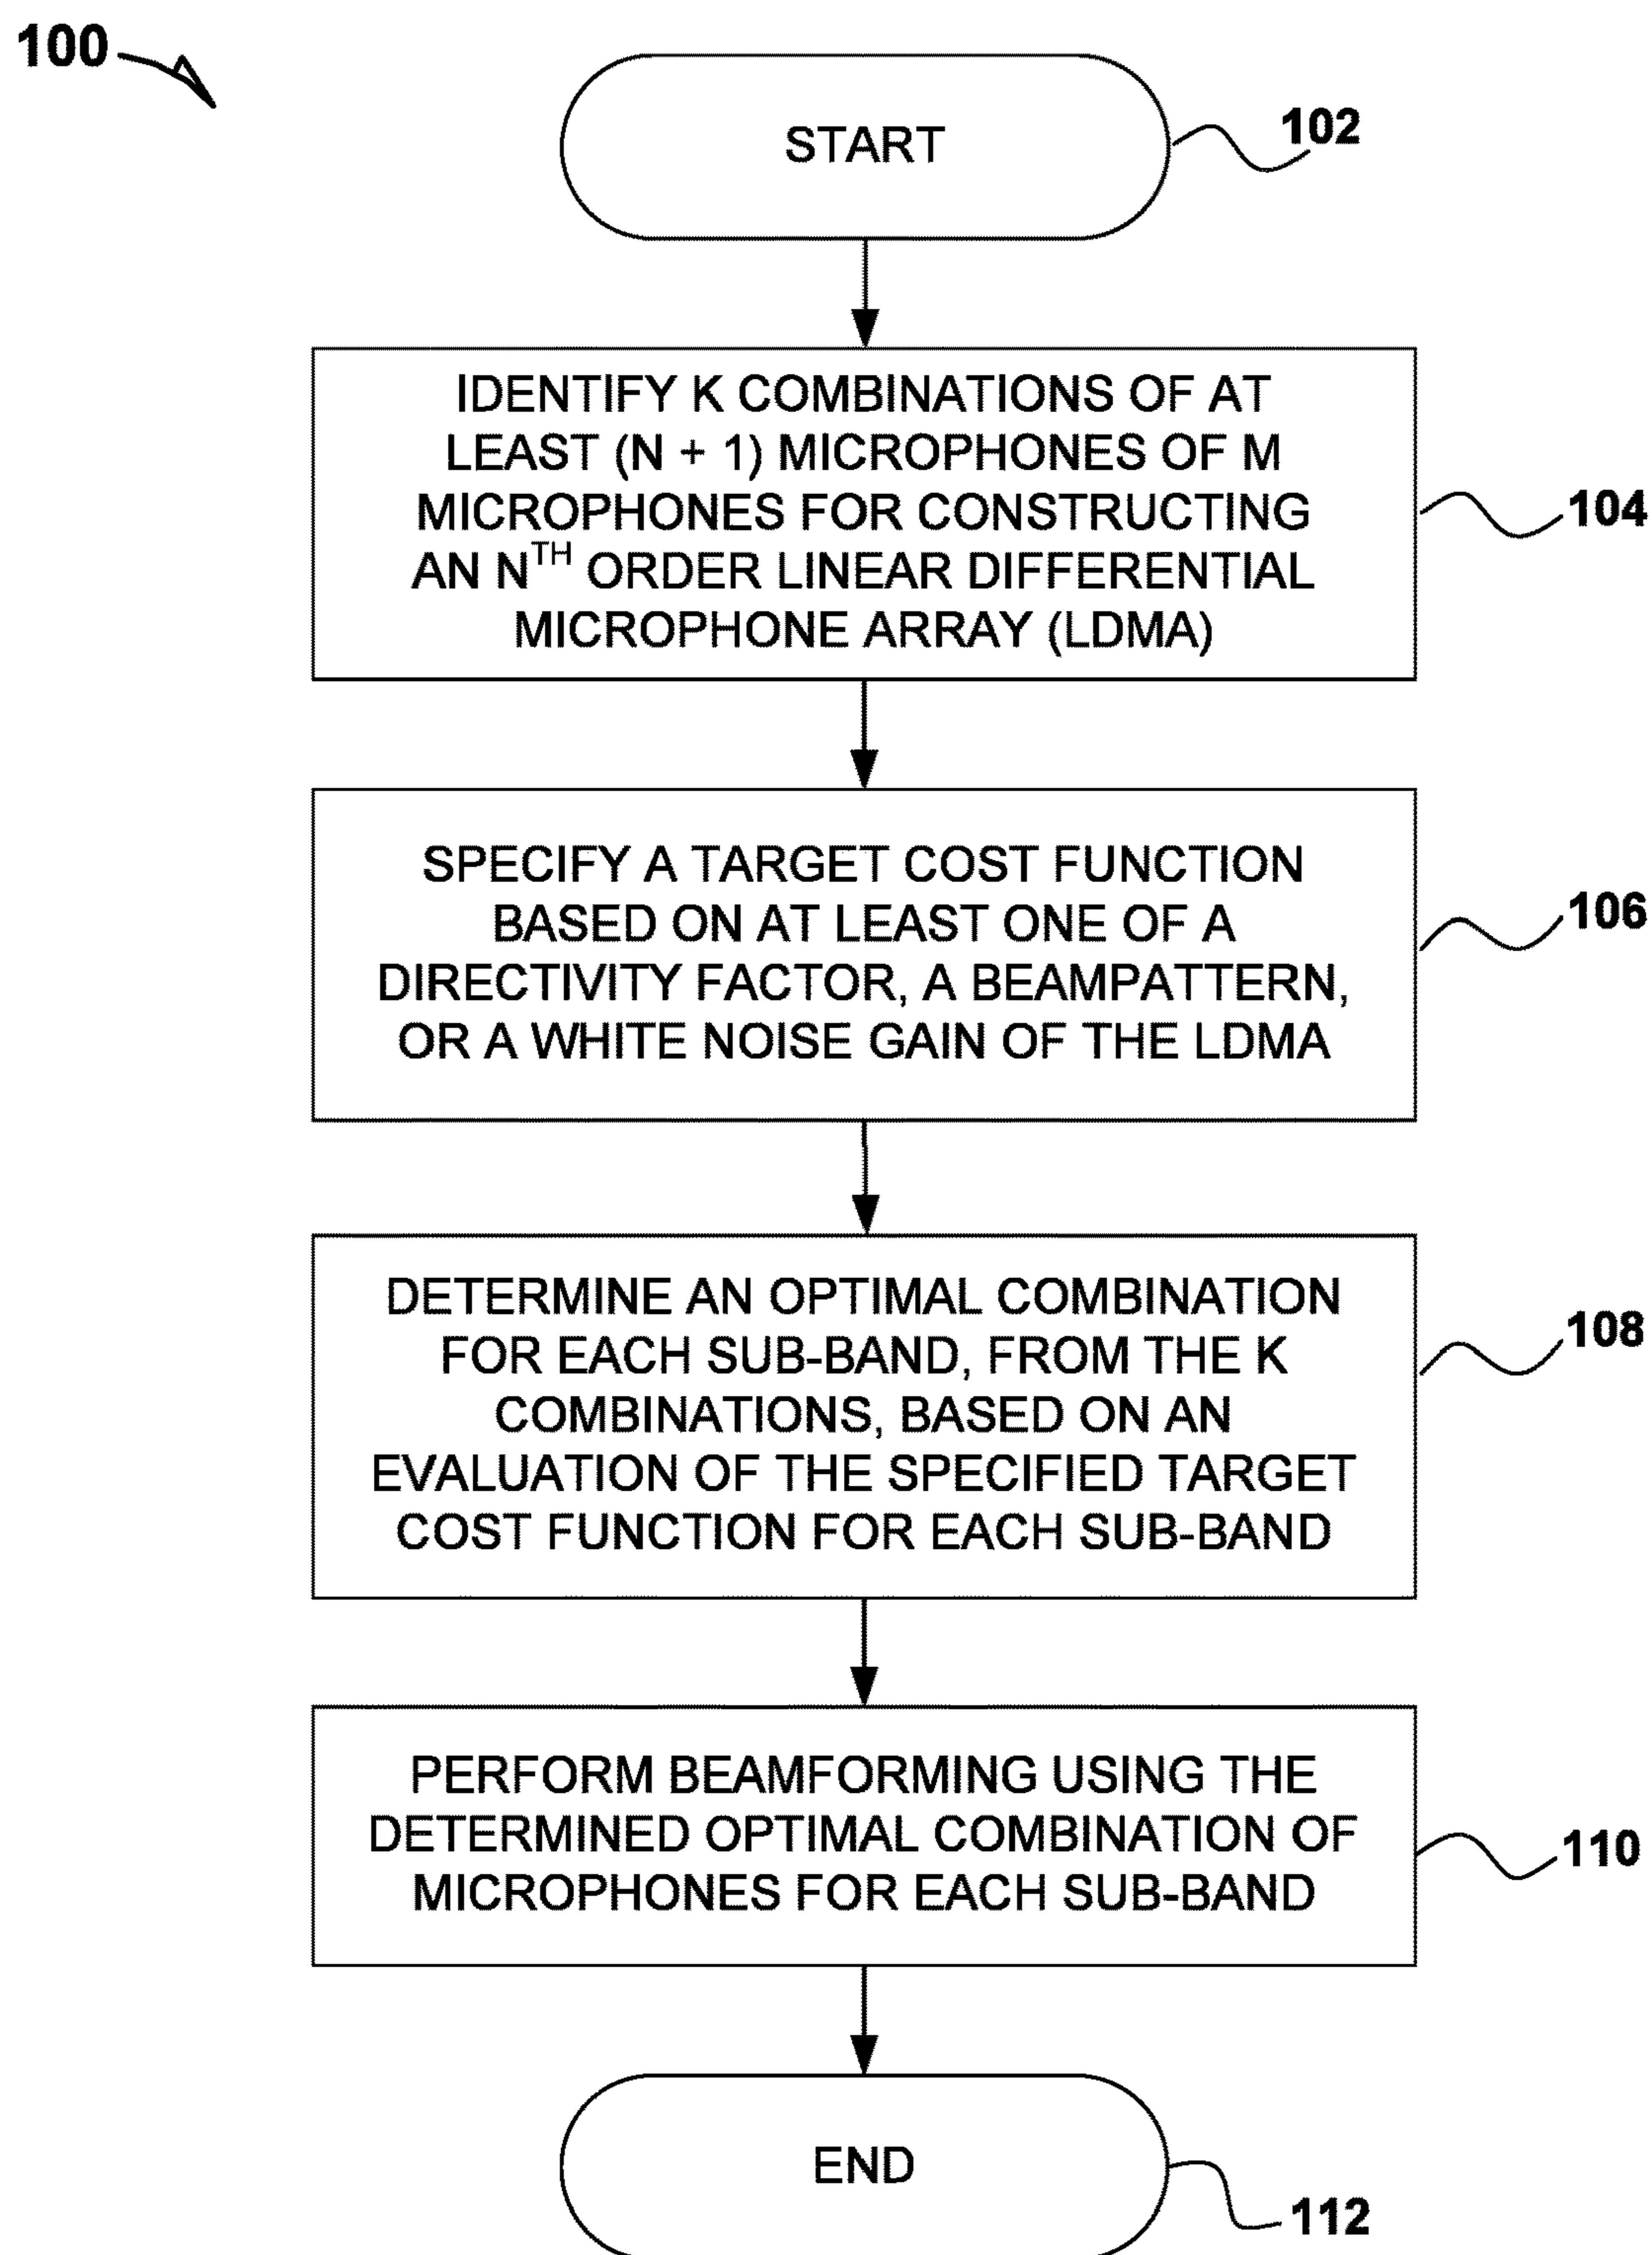 100
START
102
IDENTIFY K COMBINATIONS OF AT
LEAST (N + 1) MICROPHONES OF M
MICROPHONES FOR CONSTRUCTING
AN N^TH ORDER LINEAR DIFFERENTIAL
MICROPHONE ARRAY (LDMA)
104
SPECIFY A TARGET COST FUNCTION
BASED ON AT LEAST ONE OF A
DIRECTIVITY FACTOR, A BEAMPATTERN,
OR A WHITE NOISE GAIN OF THE LDMA
106
DETERMINE AN OPTIMAL COMBINATION
FOR EACH SUB-BAND, FROM THE K
COMBINATIONS, BASED ON AN
EVALUATION OF THE SPECIFIED TARGET
COST FUNCTION FOR EACH SUB-BAND
108
PERFORM BEAMFORMING USING THE
DETERMINED OPTIMAL COMBINATION OF
MICROPHONES FOR EACH SUB-BAND
110
END
112